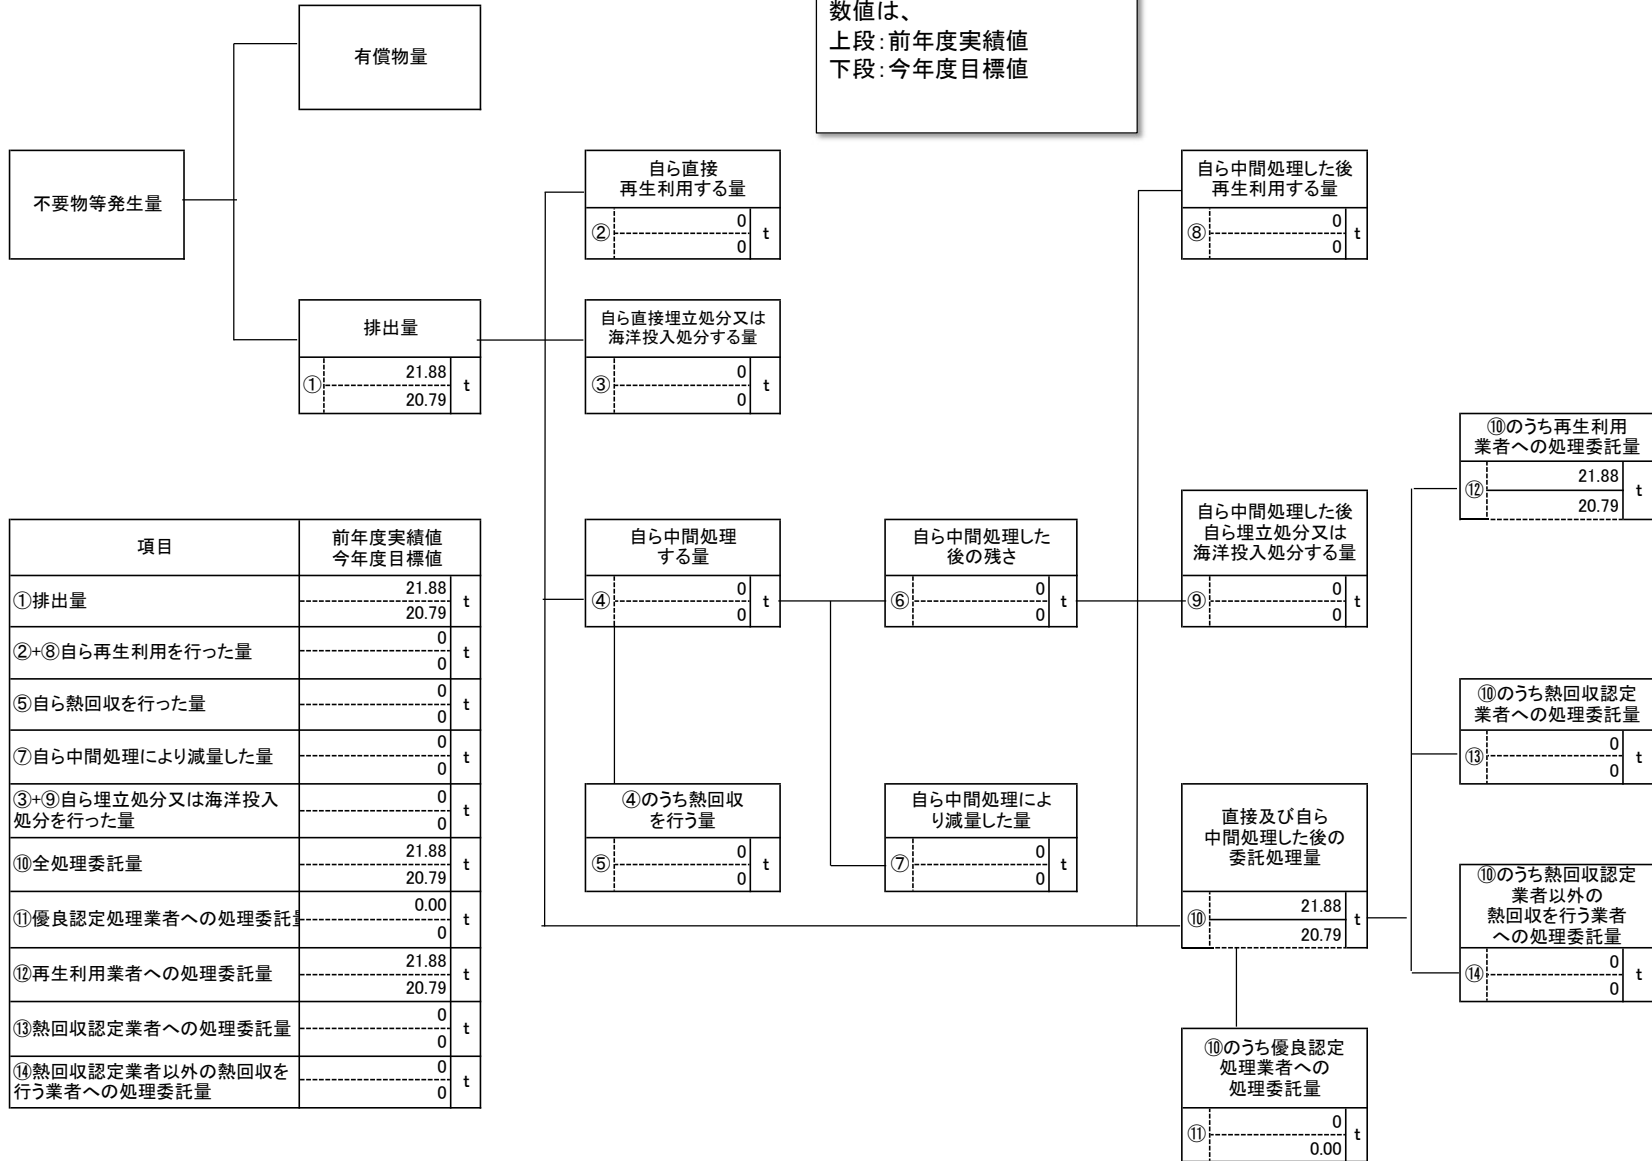 数値は、
上段：前年度実績値
下段：今年度目標値
有償物量
不要物等発生量
自ら直接
再生利用する量
②
0
0
t
自ら中間処理した後
再生利用する量
⑧
0
0
t
排出量
①
21.88
20.79
t
自ら直接埋立処分又は
海洋投入処分する量
③
0
0
t
⑩のうち再生利用
業者への処理委託量
⑫
21.88
20.79
t
自ら中間処理
する量
④
0
0
t
自ら中間処理した
後の残さ
⑥
0
0
t
自ら中間処理した後
自ら埋立処分又は
海洋投入処分する量
⑨
0
0
t
⑩のうち熱回収認定
業者への処理委託量
⑬
0
0
t
④のうち熱回収
を行う量
⑤
0
0
t
自ら中間処理によ
り減量した量
⑦
0
0
t
直接及び自ら
中間処理した後の
委託処理量
⑩
21.88
20.79
t
⑩のうち熱回収認定
業者以外の
熱回収を行う業者
への処理委託量
⑭
0
0
t
⑩のうち優良認定
処理業者への
処理委託量
⑪
0
0.00
t
項目
前年度実績値
今年度目標値
①排出量
21.88
20.79
t
②+⑧自ら再生利用を行った量
0
0
t
⑤自ら熱回収を行った量
0
0
t
⑦自ら中間処理により減量した量
0
0
t
③+⑨自ら埋立処分又は海洋投入
処分を行った量
0
0
t
⑩全処理委託量
21.88
20.79
t
⑪優良認定処理業者への処理委託
0.00
0
t
⑫再生利用業者への処理委託量
21.88
20.79
t
⑬熱回収認定業者への処理委託量
0
0
t
⑭熱回収認定業者以外の熱回収を
行う業者への処理委託量
0
0
t